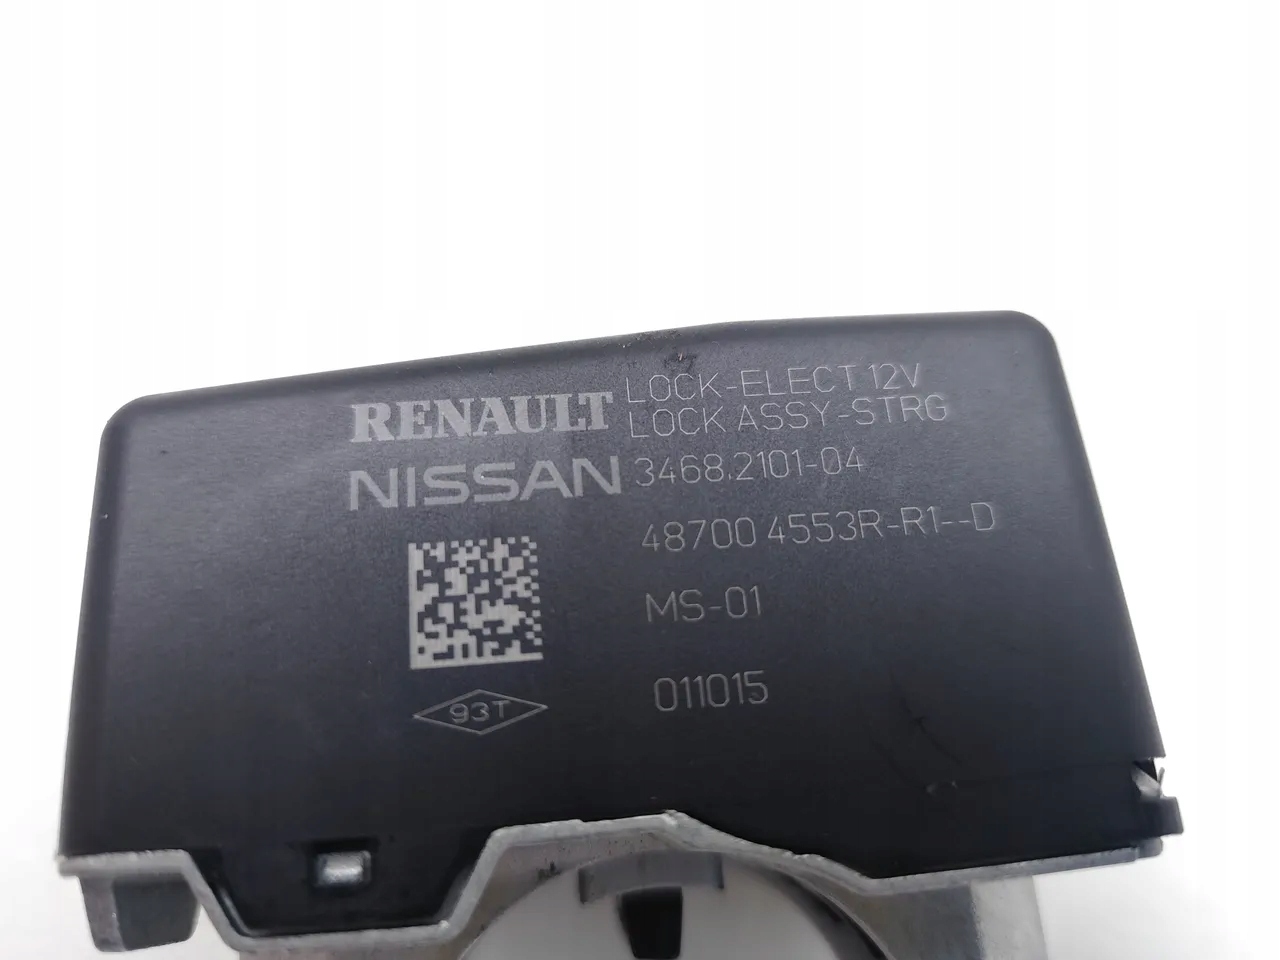 RENAULT LOCK-ELECT 12V
LOCK ASSY-STRG
NISSAN 3468.2101-04
48700 4553R-R1--D
MS-01
011015
93T